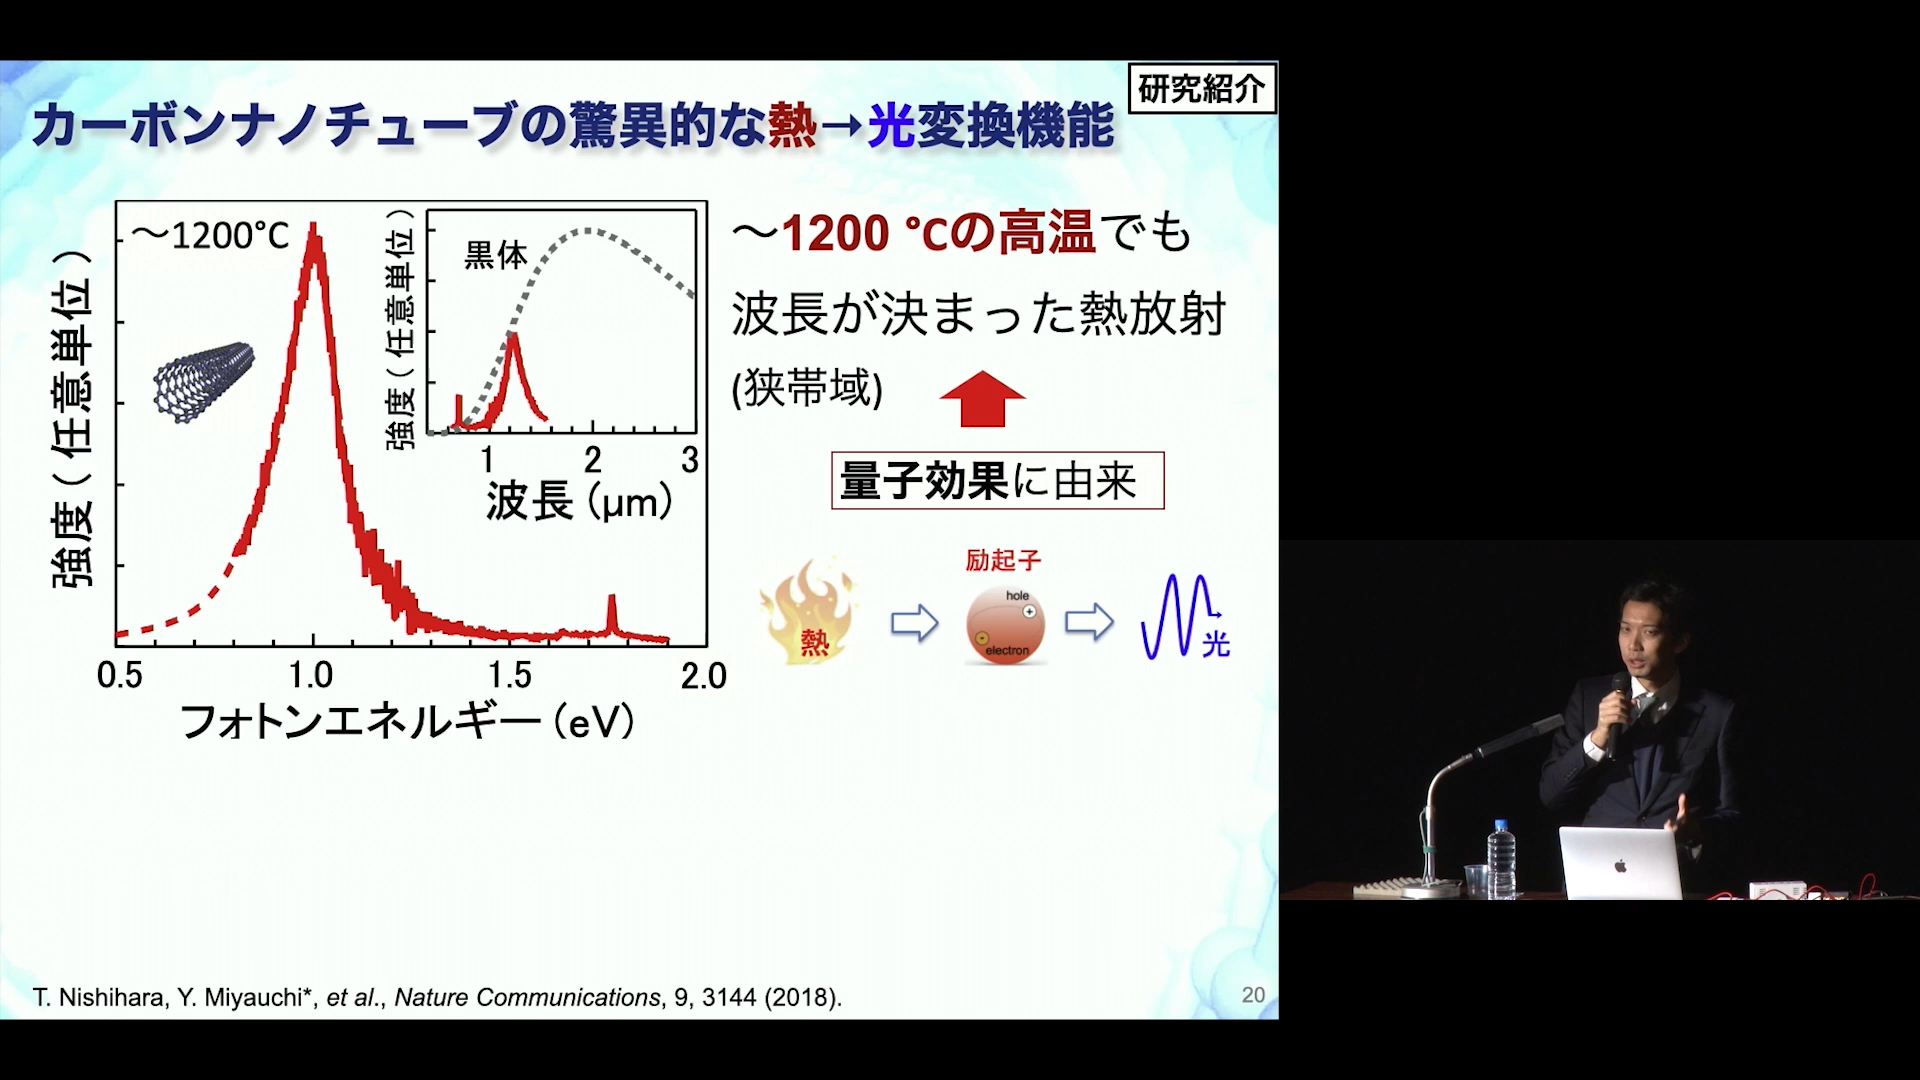 研究紹介
カーボンナノチューブの驚異的な熱→光変換機能
～1200°C
強度(任意単位)
0.5 1.0 1.5 2.0
フォトンエネルギー(eV)
黒体
強度(任意単位)
1 2 3
波長(μm)
～1200 ℃の高温でも
波長が決まった熱放射
(狭帯域)
量子効果に由来
熱
励起子
hole
+
-
electron
光
T. Nishihara, Y. Miyauchi*, et al., Nature Communications, 9, 3144 (2018).
20